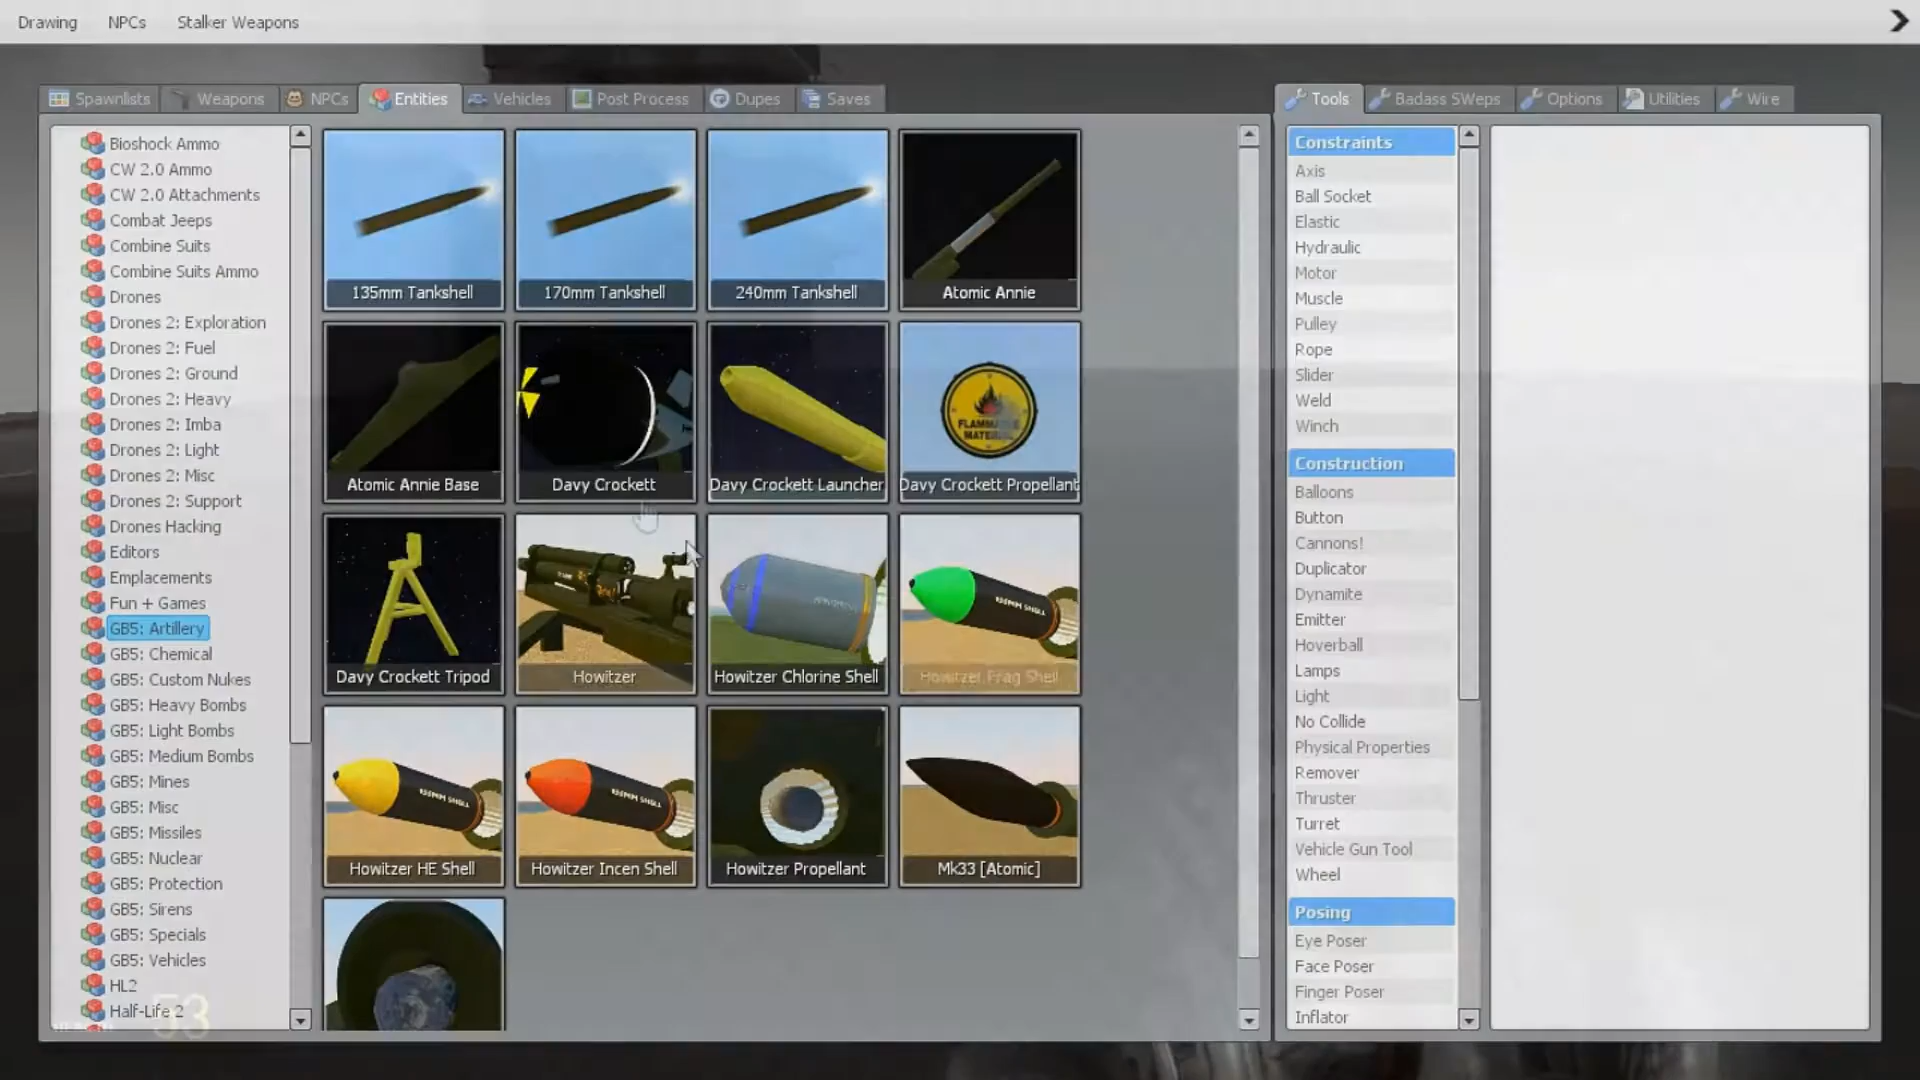 Drawing NPCs Stalker Weapons
Spawnlists Weapons NPCs Entities Vehicles Post Process Dupes Saves
Tools Badass SWeps Options Utilities Wire
Bioshock Ammo
CW 2.0 Ammo
CW 2.0 Attachments
Combat Jeeps
Combine Suits
Combine Suits Ammo
Drones
Drones 2: Exploration
Drones 2: Fuel
Drones 2: Ground
Drones 2: Heavy
Drones 2: Imba
Drones 2: Light
Drones 2: Misc
Drones 2: Support
Drones Hacking
Editors
Emplacements
Fun + Games
GB5: Artillery
GB5: Chemical
GB5: Custom Nukes
GB5: Heavy Bombs
GB5: Light Bombs
GB5: Medium Bombs
GB5: Mines
GB5: Misc
GB5: Missiles
GB5: Nuclear
GB5: Protection
GB5: Sirens
GB5: Specials
GB5: Vehicles
HL2
Half-Life 2
53
135mm Tankshell
170mm Tankshell
240mm Tankshell
Atomic Annie
Atomic Annie Base
Davy Crockett
Davy Crockett Launcher
FLAMMABLE
MATERIAL
Davy Crockett Propellant
Davy Crockett Tripod
Howitzer
Howitzer Chlorine Shell
Howitzer Frag Shell
Howitzer HE Shell
Howitzer Incen Shell
Howitzer Propellant
Mk33 [Atomic]
Constraints
Axis
Ball Socket
Elastic
Hydraulic
Motor
Muscle
Pulley
Rope
Slider
Weld
Winch
Construction
Balloons
Button
Cannons!
Duplicator
Dynamite
Emitter
Hoverball
Lamps
Light
No Collide
Physical Properties
Remover
Thruster
Turret
Vehicle Gun Tool
Wheel
Posing
Eye Poser
Face Poser
Finger Poser
Inflator